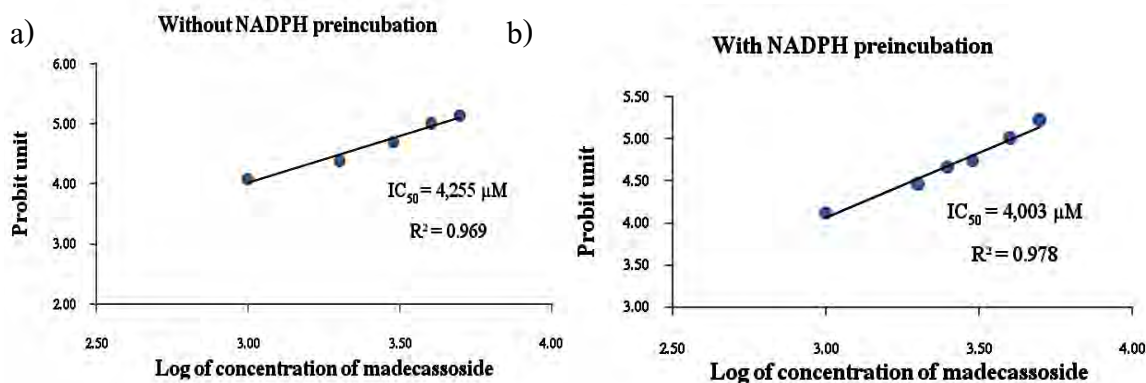 a)
Without NADPH preincubation
6.00
5.00
4.00
3.00
2.00
Probit unit
IC₅₀ = 4,255 µM
R² = 0.969
2.50 3.00 3.50 4.00
Log of concentration of madecassoside
b)
With NADPH preincubation
5.50
5.00
4.50
4.00
3.50
3.00
Probit unit
IC₅₀ = 4,003 µM
R² = 0.978
2.50 3.00 3.50 4.00
Log of concentration of madecassoside